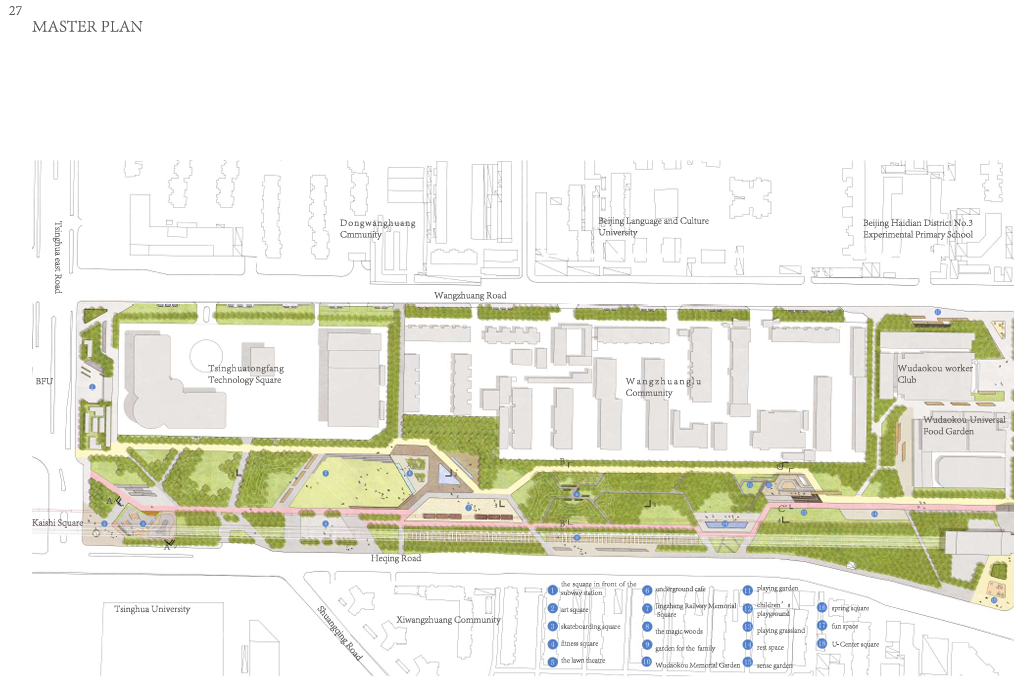 27
MASTER PLAN
Tsinghua east Road
Dongwanghuang
Cmmunity
Beijing Language and Culture
University
Beijing Haidian District No.3
Experimental Primary School
Wangzhuang Road
BFU
Tsinghuatongfang
Technology Square
Wangzhuanglu
Community
Wudaokou worker
Club
Wudaokou Universal
Food Garden
B
C
A
Kaishi Square
B
C
A
Heqing Road
Tsinghua University
Shuangqing Road
Xiwangzhuang Community
1 the square in front of the
subway station
2 art square
3 skateboarding square
4 fitness square
5 the lawn theatre
6 underground cafe
7 Jingzhang Railway Memorial
Square
8 the magic woods
9 garden for the family
10 Wudaokou Memorial Garden
11 playing garden
12 children's
playground
13 playing grassland
14 rest space
15 sense garden
16 spring square
17 fun space
18 U-Center square